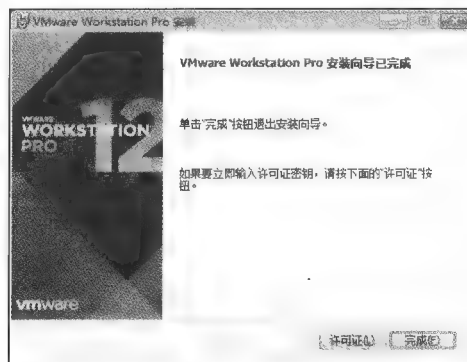 VMware Workstation Pro 安装
VMware Workstation Pro 安装向导已完成
VMWARE
WORKSTATION
PRO
12
单击"完成"按钮退出安装向导。
如果要立即输入许可证密钥，请按下面的"许可证"按
钮。
vmware
许可证(L)
完成(F)